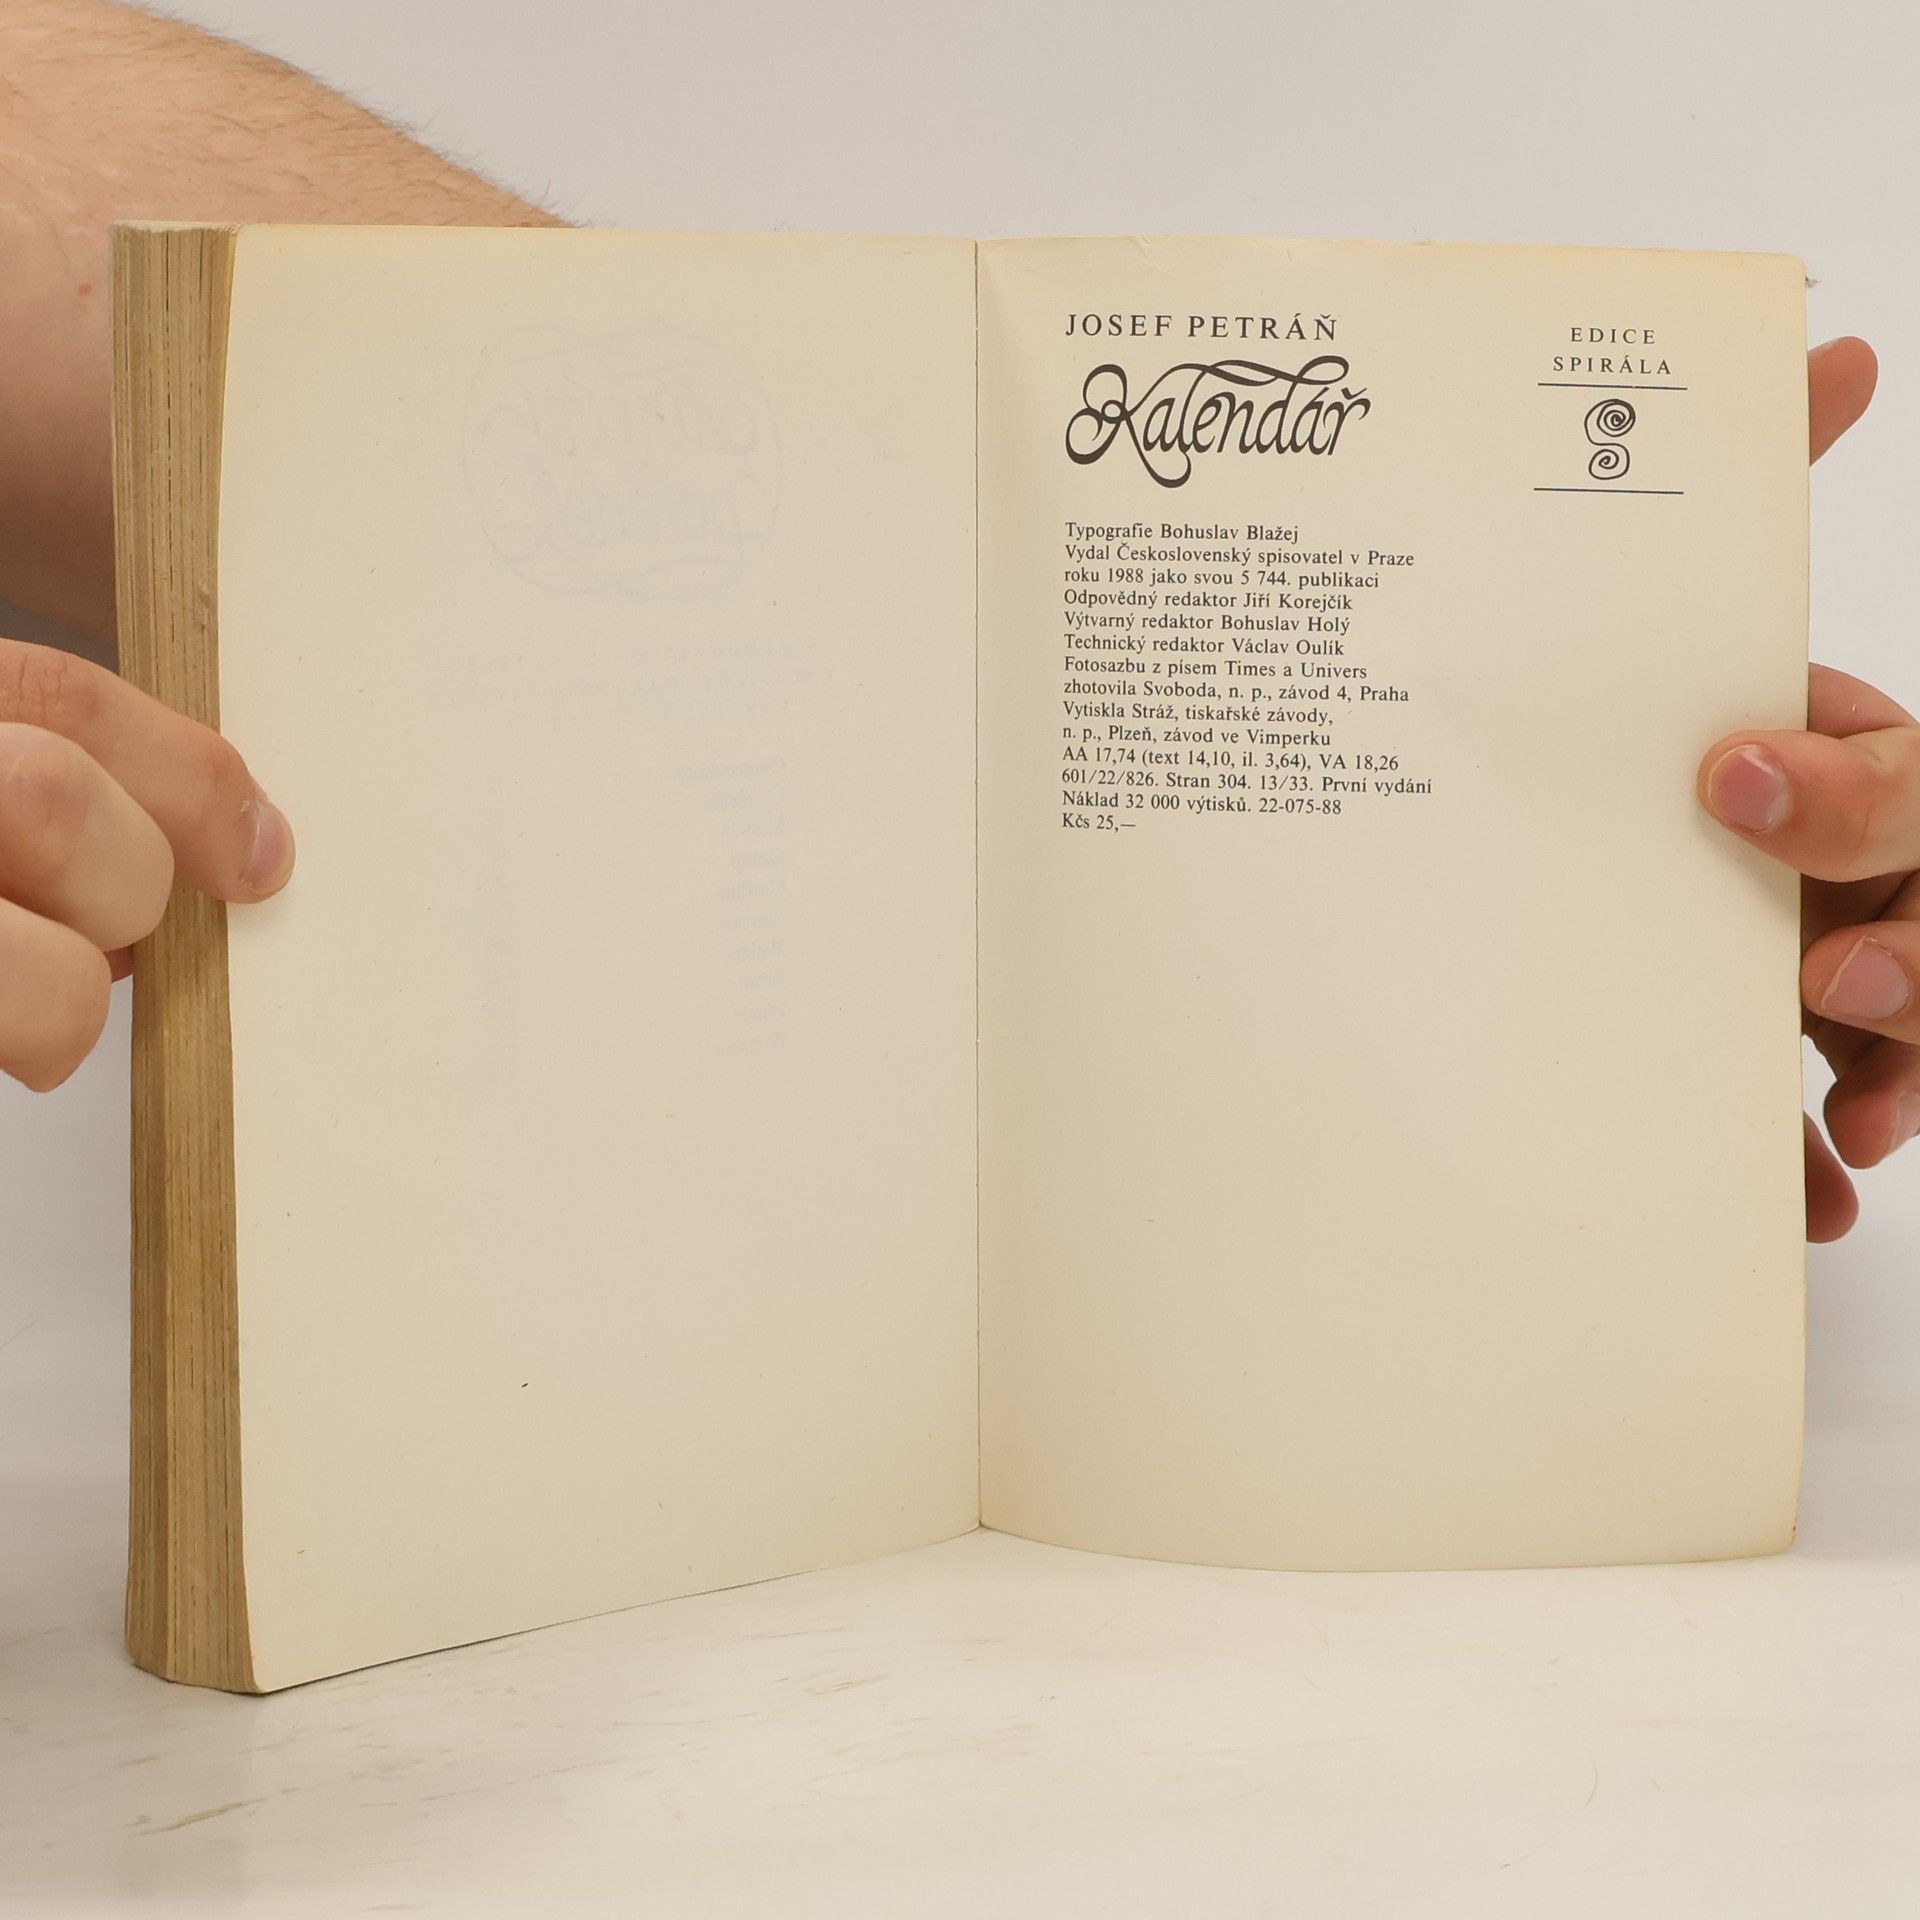 JOSEF PETRÁŇ
Kalendář
EDICE
SPIRÁLA
Typografie Bohuslav Blažej
Vydal Československý spisovatel v Praze
roku 1988 jako svou 5 744. publikaci
Odpovědný redaktor Jiří Korejčík
Výtvarný redaktor Bohuslav Holý
Technický redaktor Václav Oulík
Fotosazbu z písem Times a Univers
zhotovila Svoboda, n. p., závod 4, Praha
Vytiskla Stráž, tiskařské závody,
n. p., Plzeň, závod ve Vimperku
AA 17,74 (text 14,10, il. 3,64), VA 18,26
601/22/826. Stran 304. 13/33. První vydání
Náklad 32 000 výtisků. 22-075-88
Kčs 25,—